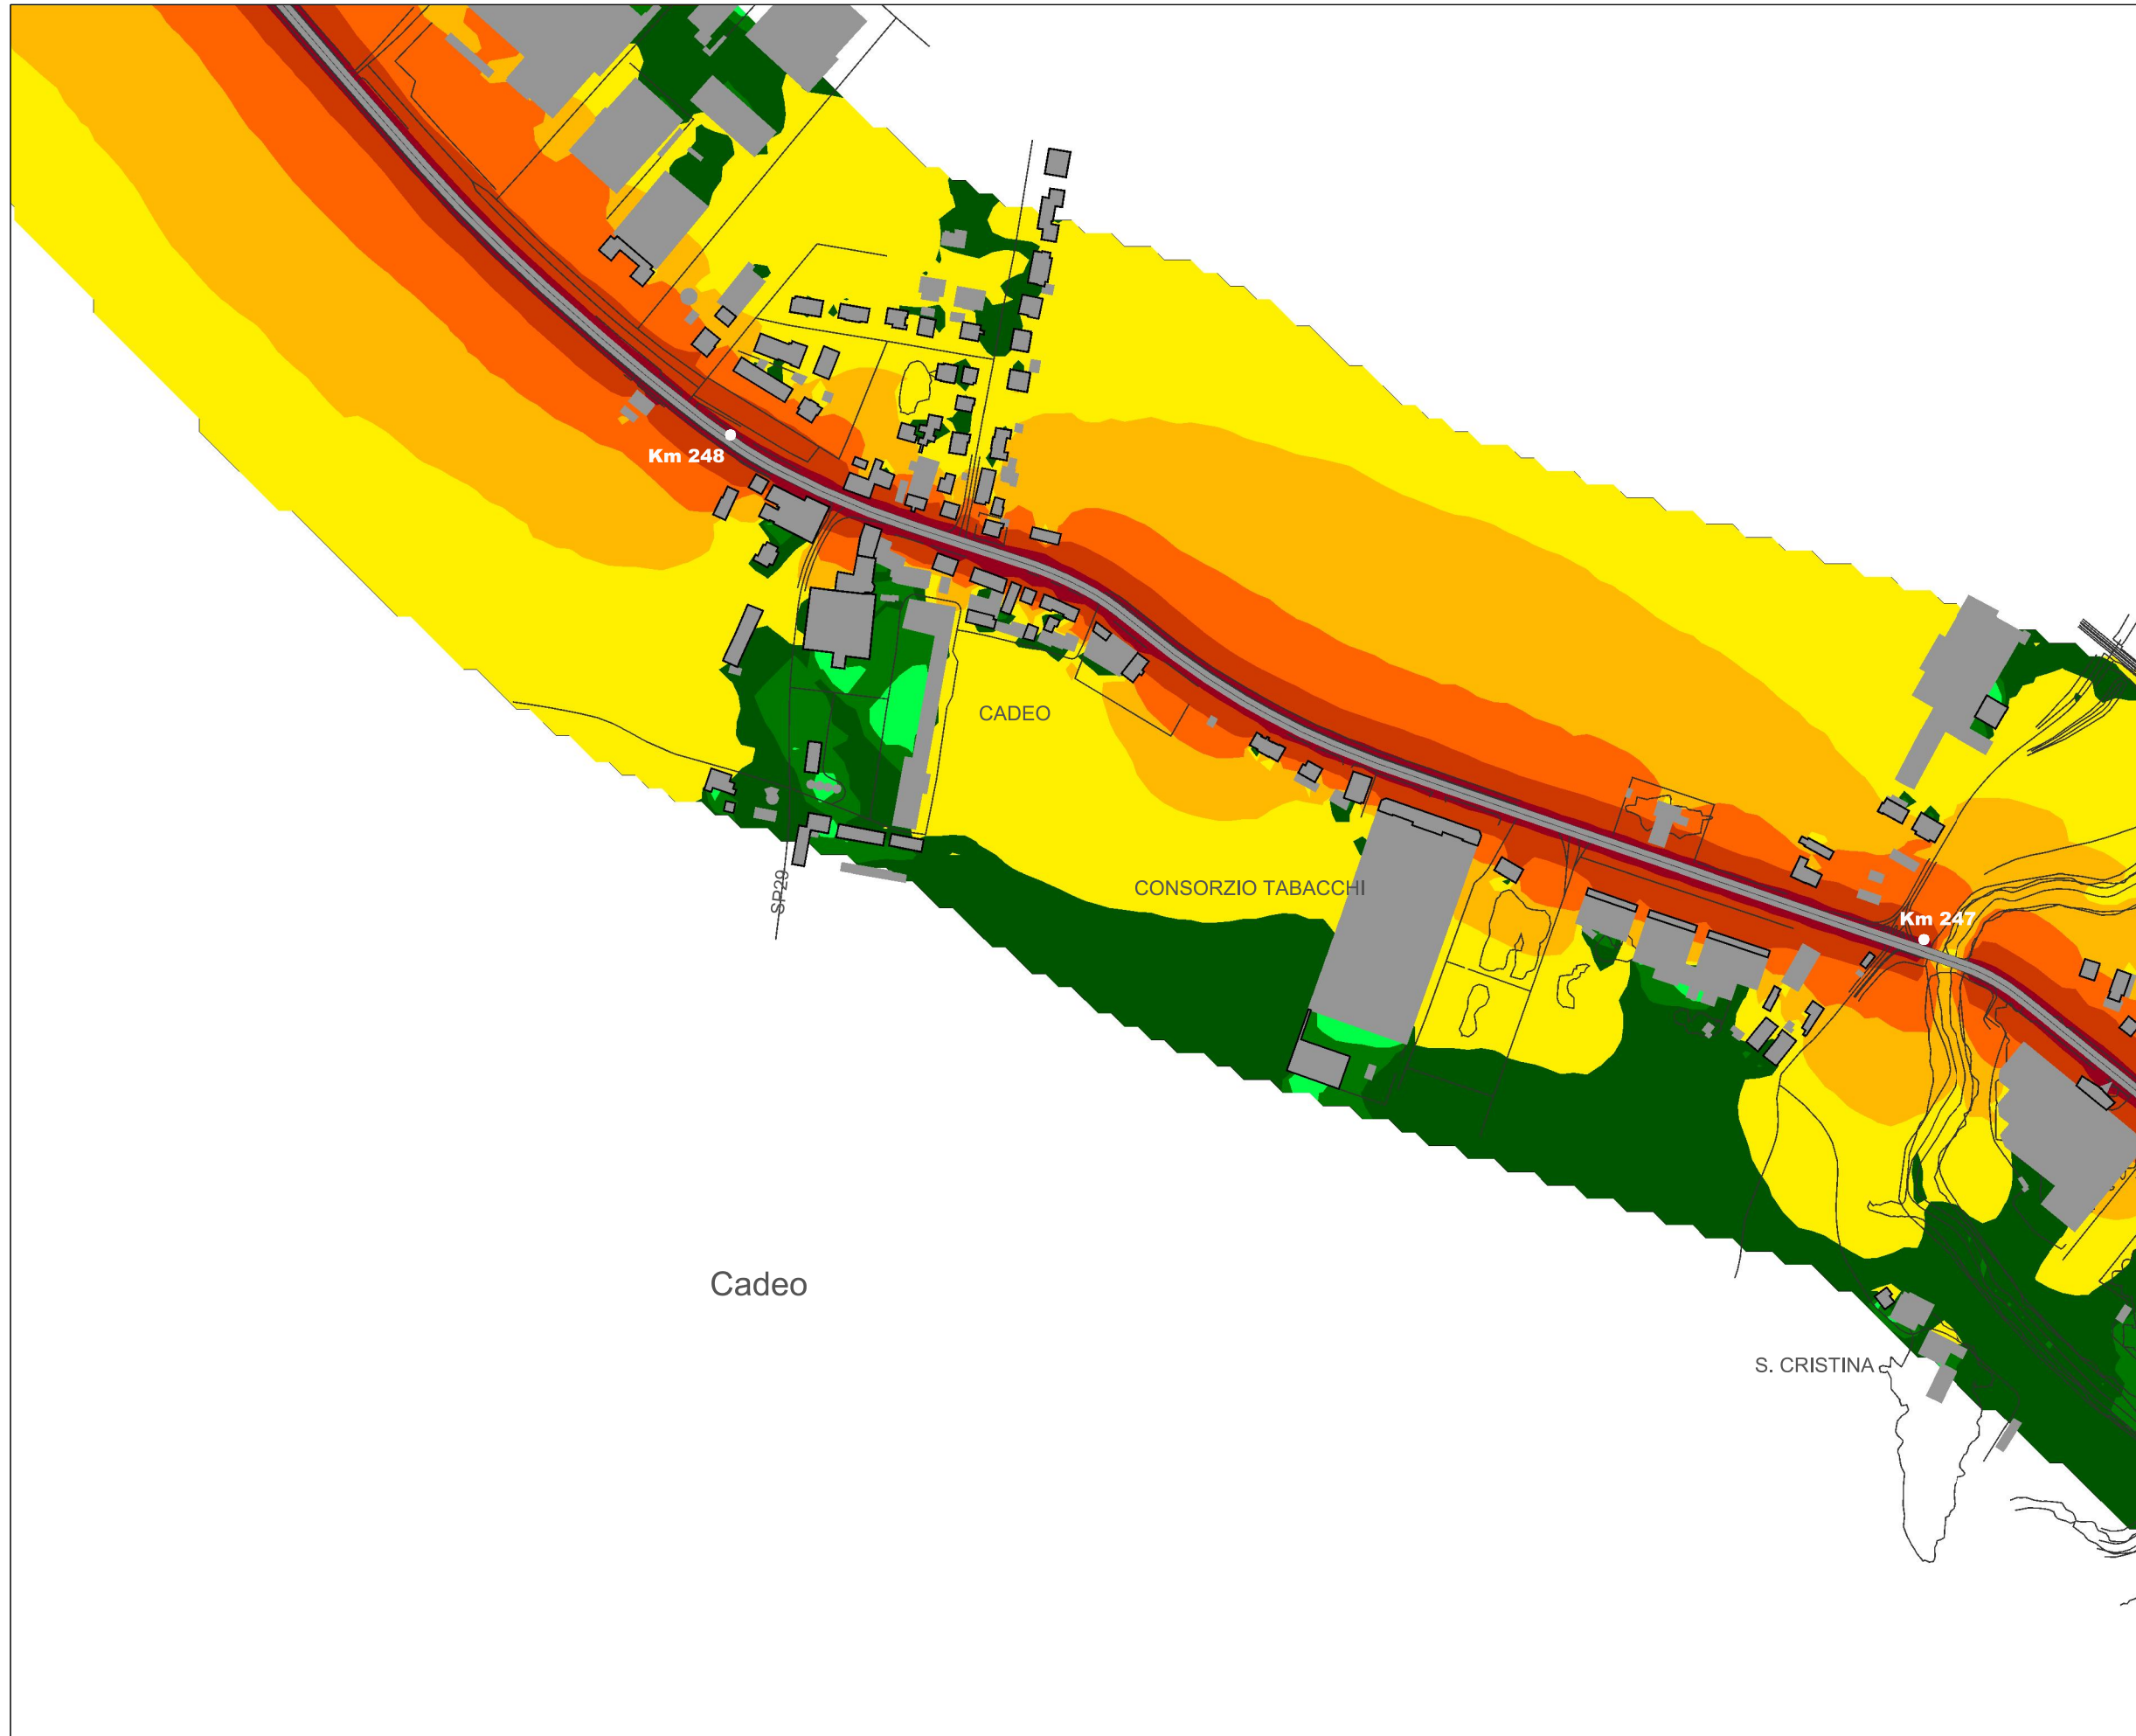 Km 248
CADEO
CONSORZIO TABACCHI
SP29
Km 247
Cadeo
S. CRISTINA